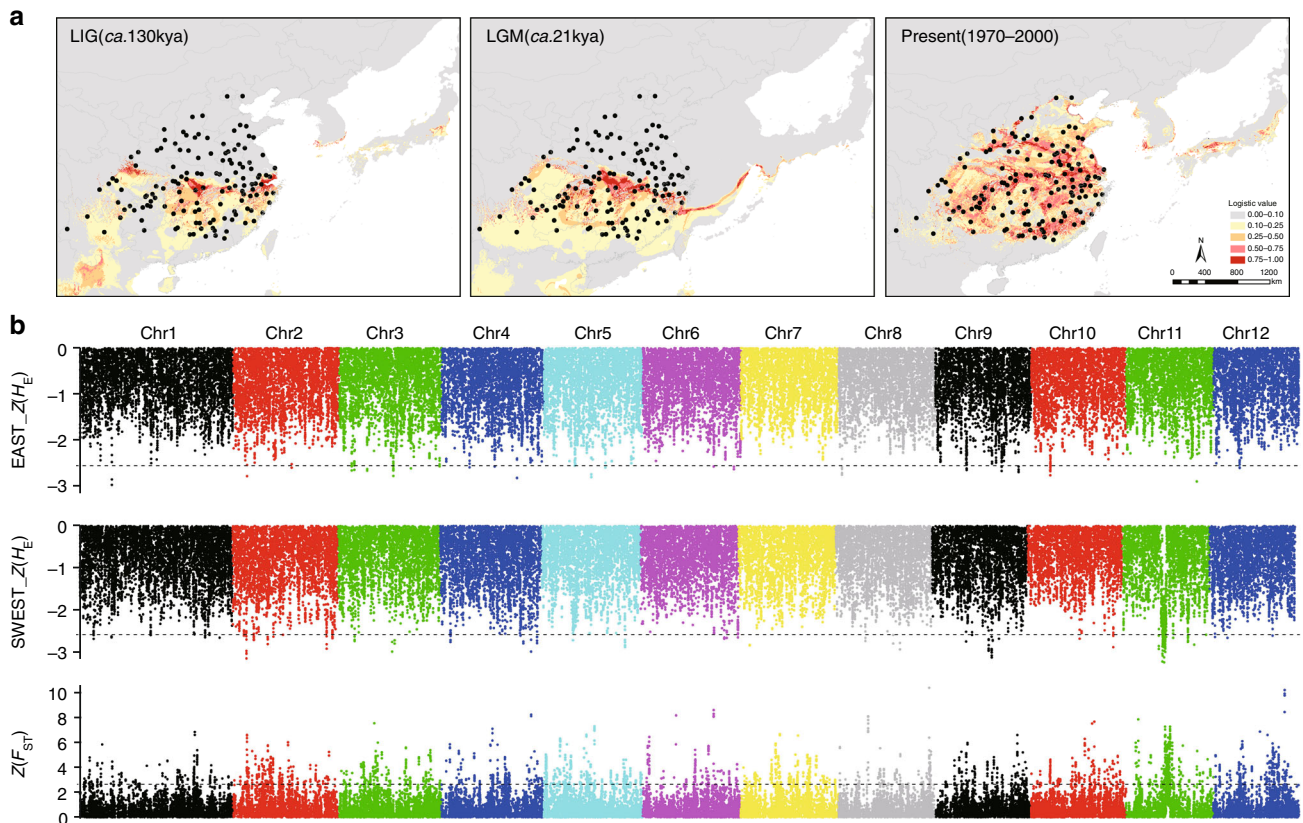 a
LIG(ca.130kya)
LGM(ca.21kya)
Present(1970–2000)
Logistic value
0.00–0.10
0.10–0.25
0.25–0.50
0.50–0.75
0.75–1.00
N
0 400 800 1200
km
b
Chr1 Chr2 Chr3 Chr4 Chr5 Chr6 Chr7 Chr8 Chr9 Chr10 Chr11 Chr12
EAST_Z(HE)
0
–1
–2
–3
SWEST_Z(HE)
0
–1
–2
–3
Z(FST)
10
8
6
4
2
0